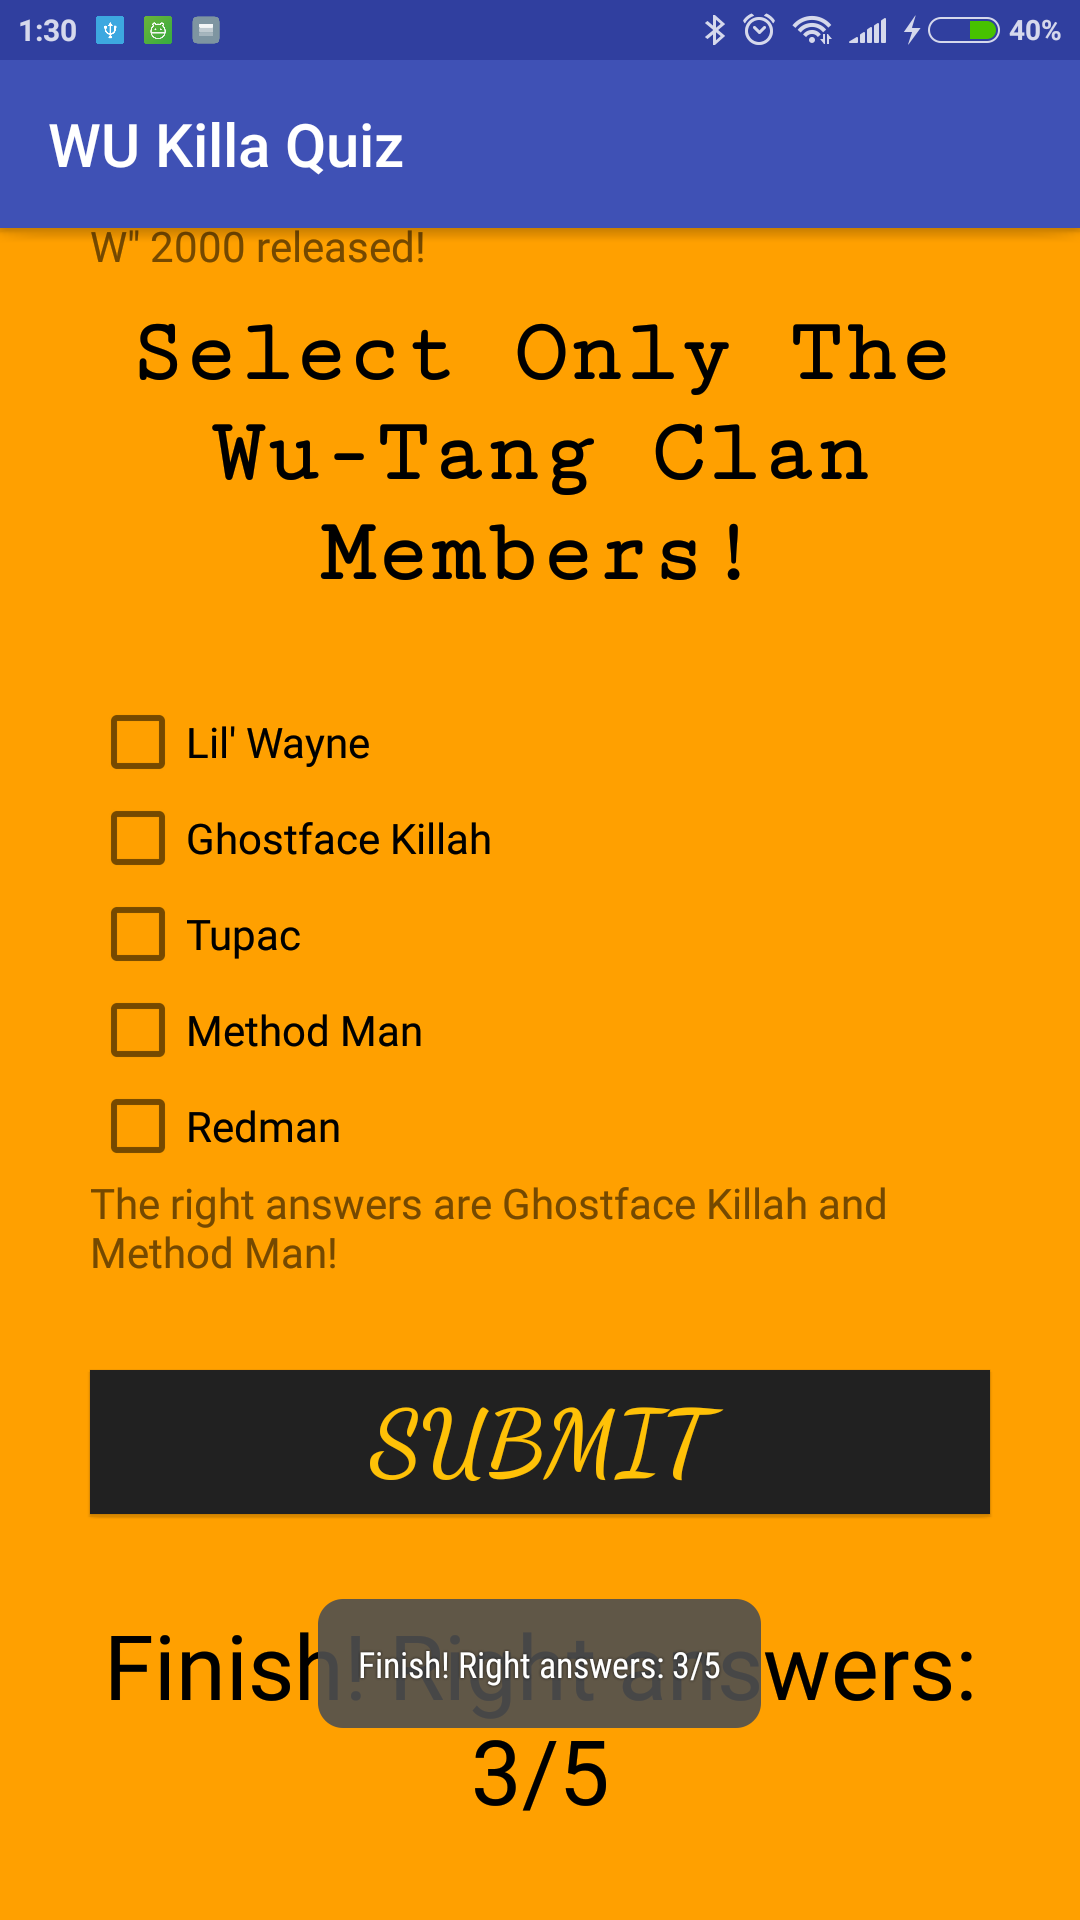 1:30 40%
WU Killa Quiz
W" 2000 released!
Select Only The
Wu-Tang Clan
Members!
Lil' Wayne
Ghostface Killah
Tupac
Method Man
Redman
The right answers are Ghostface Killah and
Method Man!
SUBMIT
Finish! Right answers:
3/5
Finish! Right answers: 3/5